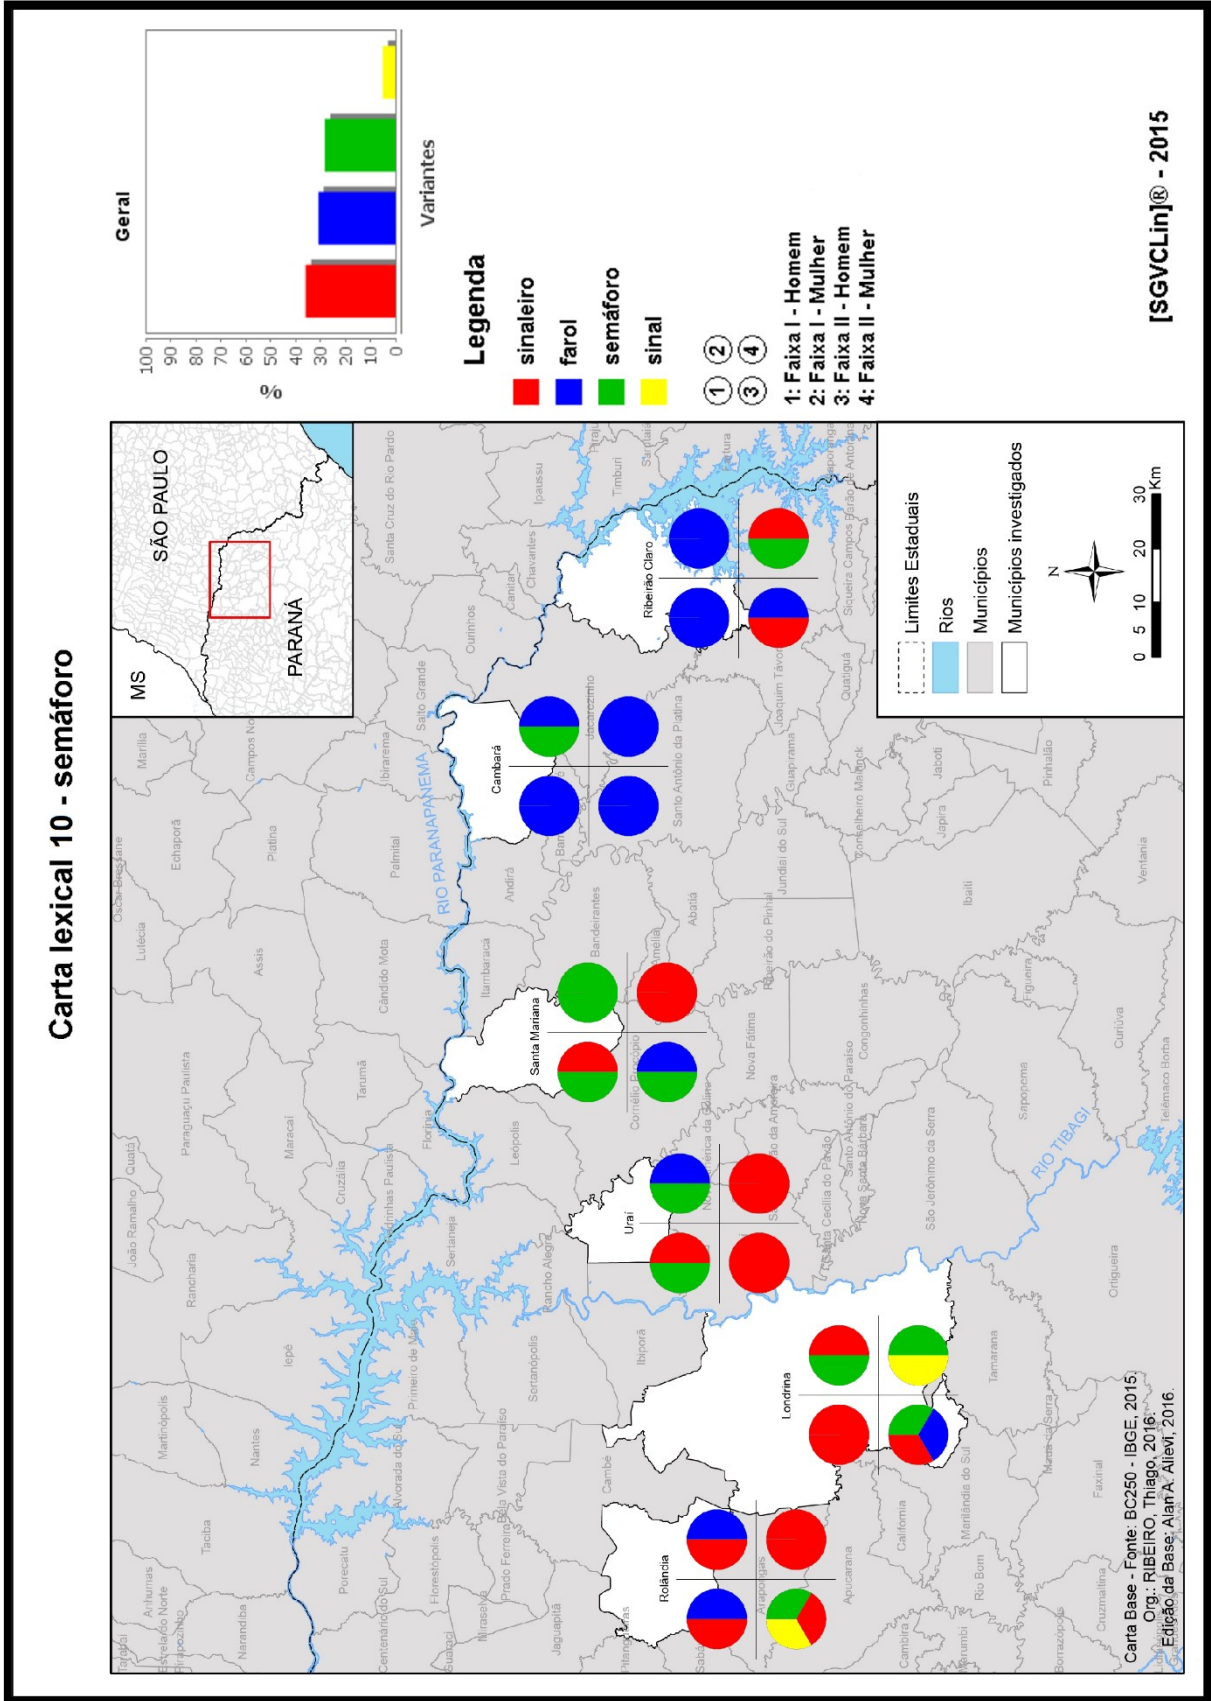 Carta lexical 10 - semáforo
MS
SÃO PAULO
PARANÁ
Geral
100
90
80
70
60
50
40
30
20
10
0
%
Variantes
Legenda
sinaleiro
farol
semáforo
sinal
1 2
3 4
1: Faixa I - Homem
2: Faixa I - Mulher
3: Faixa II - Homem
4: Faixa II - Mulher
[SGVCLin]® - 2015
Limites Estaduais
Rios
Municípios
Municípios investigados
N
0 5 10 20 30
Km
RIO PARANAPANEMA
RIO TIBAGI
Rolândia
Londrina
Uraí
Santa Mariana
Cambará
Ribeirão Claro
Anhumas
Estrela do Norte
Narandiba
Taciba
Martinópolis
Nantes
Iepê
Rancharia
João Ramalho
Quatá
Paraguaçu Paulista
Maracaí
Cruzália
Tarumã
Florínia
Lutécia
Assis
Cândido Mota
Echaporã
Platina
Palmital
Marília
Campos No
Ibirarema
Salto Grande
Ourinhos
Canitar
Chavantes
Santa Cruz do Rio Pardo
Ipaussu
Timburi
Porecatu
Centenário do Sul
Florestópolis
Miraselva
Prado Ferreira
Jaguapitã
Alvorada do Sul
Bela Vista do Paraíso
Primeiro de Maio
Sertanópolis
Cambé
Ibiporã
Sertaneja
Rancho Alegre
Leópolis
Cornélio Procópio
Itambaracá
Andirá
Bandeirantes
Abatiá
Jacarezinho
Santo Antônio da Platina
Joaquim Távor
Quatiguá
Guapirama
Jundiaí do Sul
Ribeirão do Pinhal
Nova Fátima
Congonhinhas
Santo Antônio do Paraíso
Nova Santa Bárbara
Santa Cecília do Pavão
São Jerônimo da Serra
Sapopema
Figueira
Curiúva
Telêmaco Borba
Ibaiti
Japira
Jaboti
Pinhalão
Conselheiro Mairinck
Ventania
Siqueira Campos
Arapongas
Apucarana
Califórnia
Marilândia do Sul
Mauá da Serra
Tamarana
Ortigueira
Faxinal
Rio Bom
Cruzmaltina
Borrazópolis
Marumbi
Cambira
Carta Base - Fonte: BC250 - IBGE, 2015.
Org.: RIBEIRO, Thiago, 2016.
Edição da Base: Alan A. Alievi, 2016.